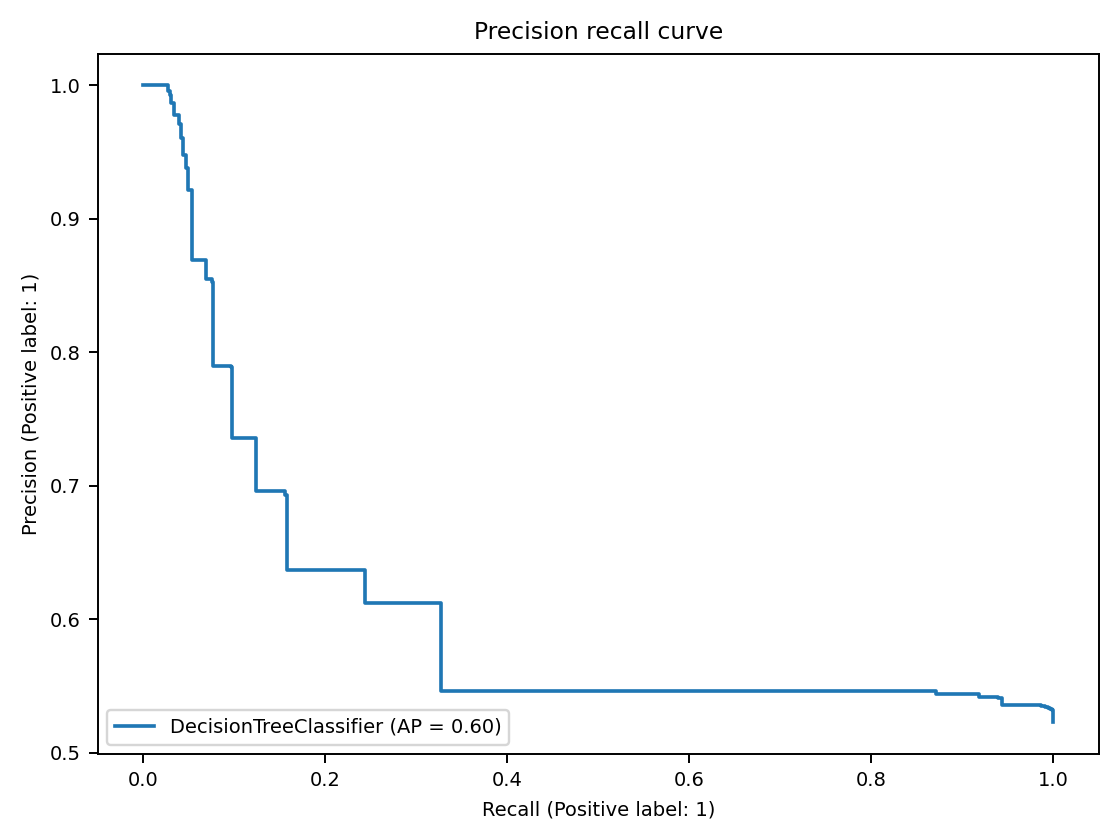 Precision recall curve
Precision (Positive label: 1)
1.0
0.9
0.8
0.7
0.6
0.5
DecisionTreeClassifier (AP = 0.60)
0.0 0.2 0.4 0.6 0.8 1.0
Recall (Positive label: 1)